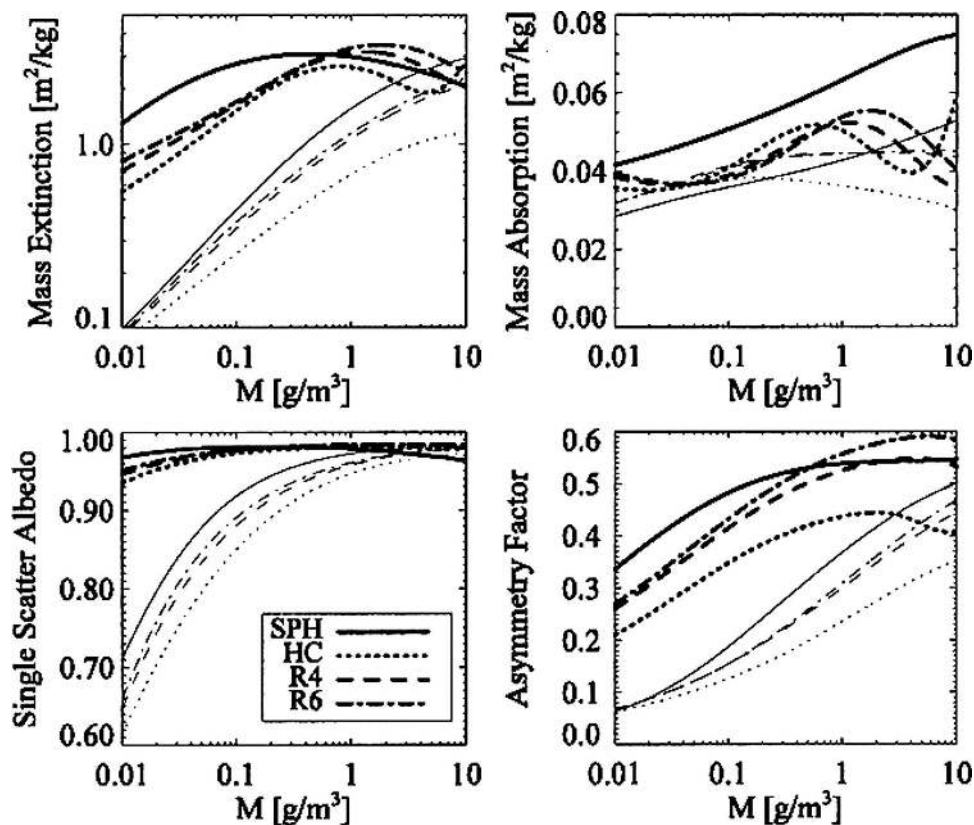 Mass Extinction [m²/kg]
1.0
0.1
0.01 0.1 1 10
M [g/m³]
Mass Absorption [m²/kg]
0.08
0.06
0.04
0.02
0.00
0.01 0.1 1 10
M [g/m³]
Single Scatter Albedo
1.00
0.90
0.80
0.70
0.60
SPH
HC
R4
R6
0.01 0.1 1 10
M [g/m³]
Asymmetry Factor
0.6
0.5
0.4
0.3
0.2
0.1
0.0
0.01 0.1 1 10
M [g/m³]